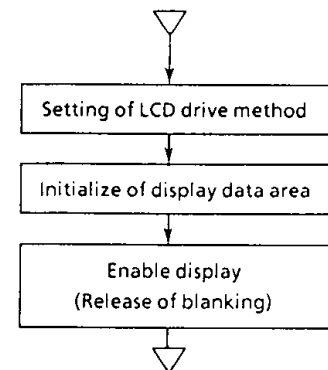 Setting of LCD drive method
Initialize of display data area
Enable display
(Release of blanking)